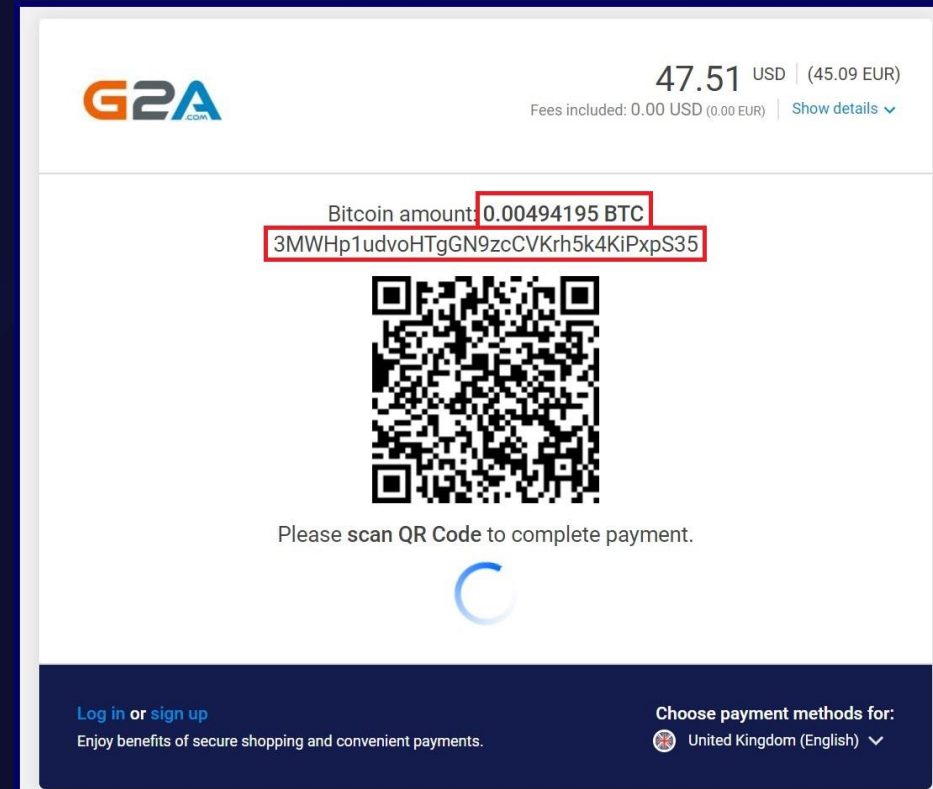 G2A
.COM
47.51 USD | (45.09 EUR)
Fees included: 0.00 USD (0.00 EUR) | Show details
Bitcoin amount: 0.00494195 BTC
3MWHp1udvoHTgGN9zcCVKrh5k4KiPxpS35
Please scan QR Code to complete payment.
Log in or sign up
Enjoy benefits of secure shopping and convenient payments.
Choose payment methods for:
United Kingdom (English)